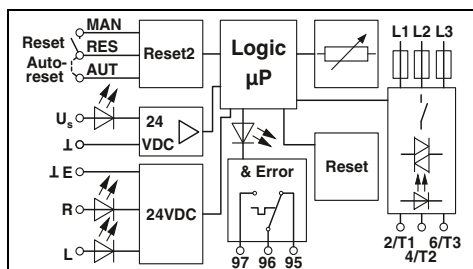 MAN
Reset
RES
Auto-
reset
AUT
Reset2
Logic
µP
L1 L2 L3
Us
24
VDC
⊥
⊥ E
R
L
24VDC
& Error
97 96 95
Reset
2/T1 6/T3
4/T2